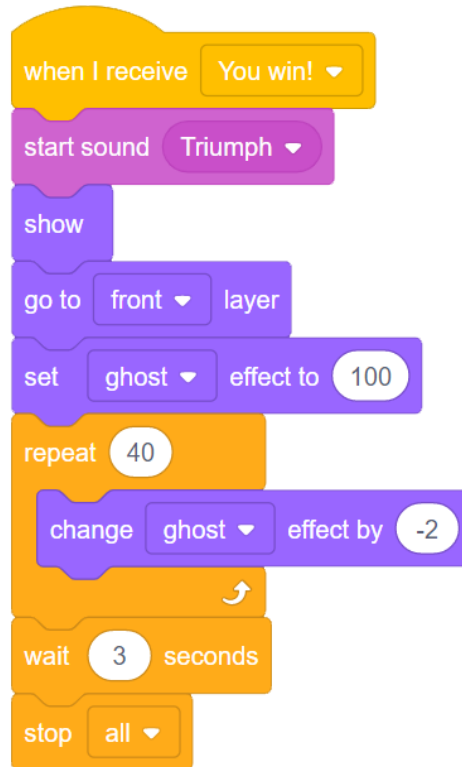 when I receive You win!
start sound Triumph
show
go to front layer
set ghost effect to 100
repeat 40
change ghost effect by -2
wait 3 seconds
stop all